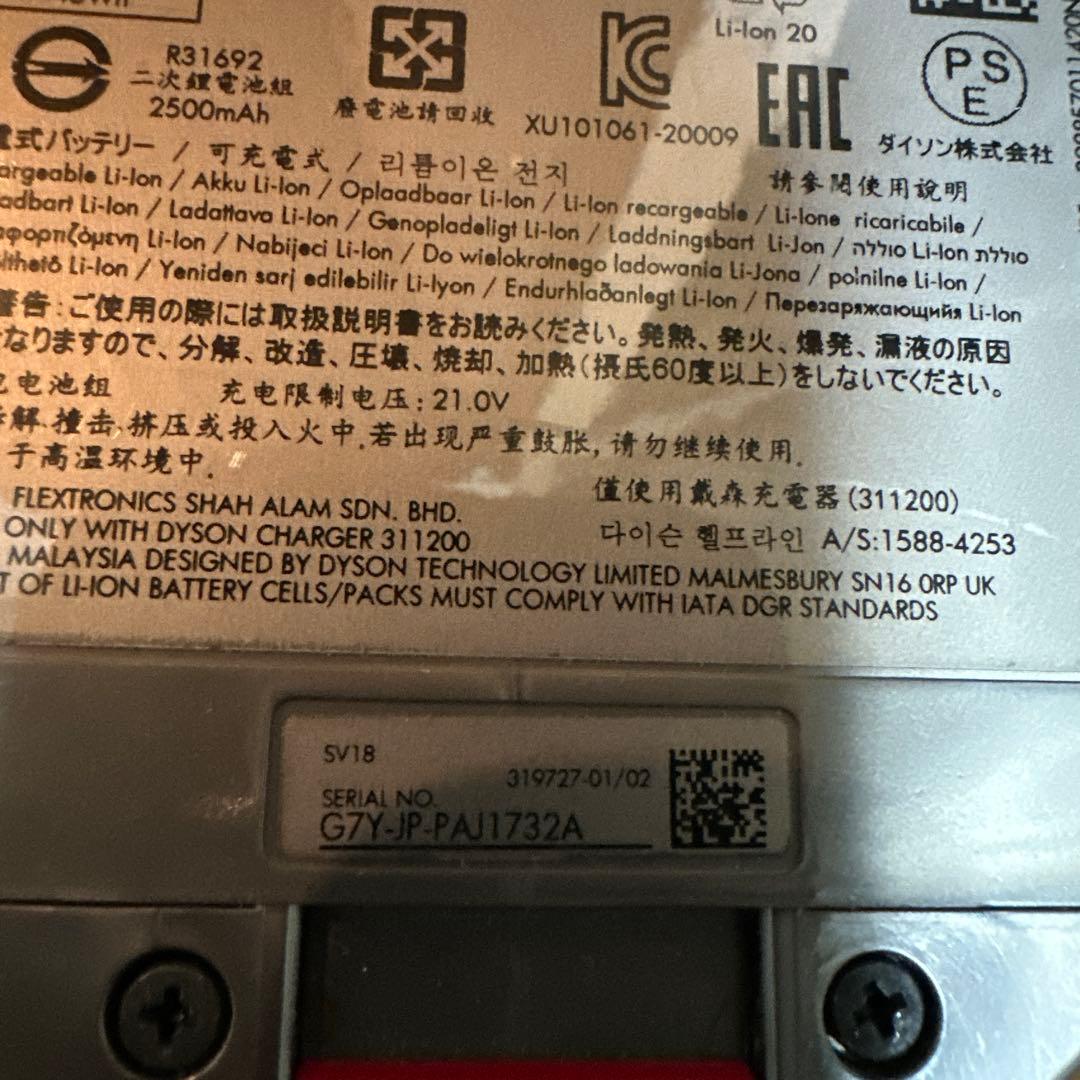 Li-Ion 20
R31692
二次鋰電池組
2500mAh
廢電池請回收
XU101061-20009
EAC
PSE
ダイソン株式会社
電式バッテリー / 可充電式 / 리튬이온 전지
請參閱使用說明
argeable Li-Ion / Akku Li-Ion / Oplaadbaar Li-Ion / Li-Ion recargeable / Li-Ione ricaricabile /
adbart Li-Ion / Ladattava Li-Ion / Genopladeligt Li-Ion / Laddningsbart Li-Jon / סוללת Li-Ion סוללה
αφορτιζόμενη Li-Ion / Nabíjecí Li-Ion / Do wielokrotnego ladowania Li-Jona / polnilne Li-Ion /
lthető Li-Ion / Yeniden sarj edilebilir Li-Iyon / Endurhlaðanlegt Li-Ion / Перезаряжающийя Li-Ion
警告:ご使用の際には取扱説明書をお読みください。発熱、発火、爆発、漏液の原因
なりますので、分解、改造、圧壊、焼却、加熱(摂氏60度以上)をしないでください。
电池组 充电限制电压: 21.0V
解.撞击.挤压或投入火中.若出现严重鼓胀,请勿继续使用.
于高温环境中.
僅使用戴森充電器 (311200)
FLEXTRONICS SHAH ALAM SDN. BHD.
ONLY WITH DYSON CHARGER 311200
다이슨 헬프라인 A/S:1588-4253
MALAYSIA DESIGNED BY DYSON TECHNOLOGY LIMITED MALMESBURY SN16 0RP UK
T OF LI-ION BATTERY CELLS/PACKS MUST COMPLY WITH IATA DGR STANDARDS
SV18
319727-01/02
SERIAL NO.
G7Y-JP-PAJ1732A